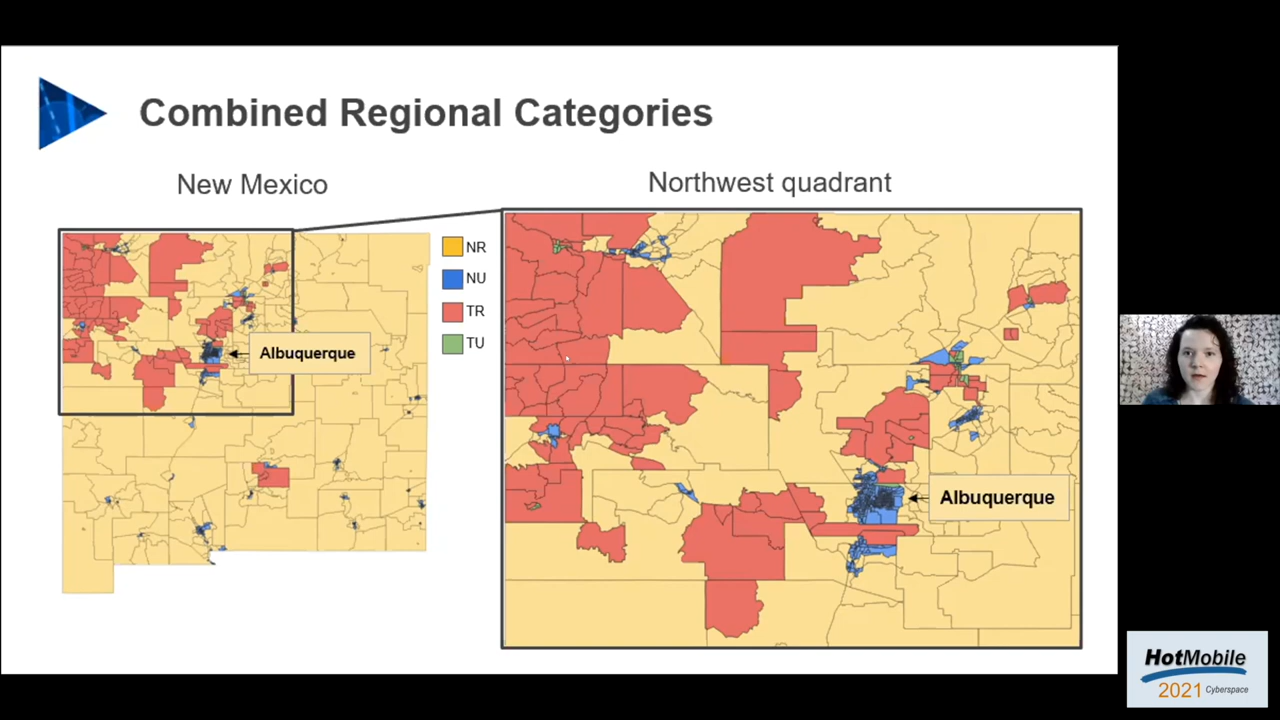 Combined Regional Categories
New Mexico
Northwest quadrant
NR
NU
TR
TU
Albuquerque
Albuquerque
HotMobile
2021 Cyberspace